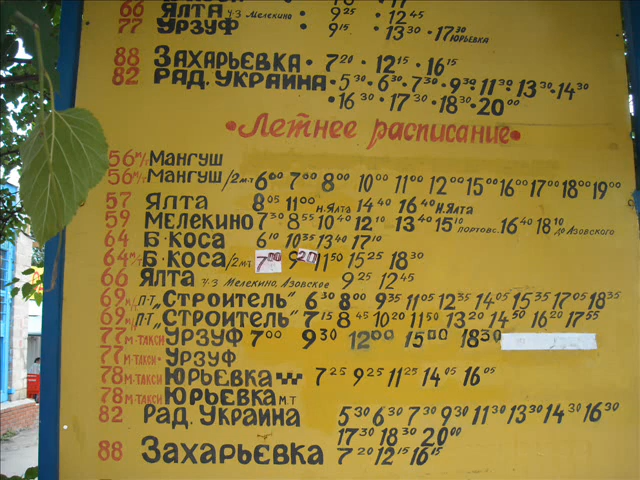 66 ЯЛТА ч-з Мелекино • 9 25 • 12 45
77 УРЗУФ • 9 15 • 13 30 • 17 30 ЮРЬЕВКА
88 ЗАХАРЬЕВКА • 7 20 • 12 15 • 16 15
82 РАД. УКРАИНА • 5 30 • 6 30 • 7 30 • 9 30 • 11 30 • 13 30 • 14 30
• 16 30 • 17 30 • 18 30 • 20 00
• Летнее расписание •
56 м/т МАНГУШ
56 м/т МАНГУШ/2м-т 6 00 7 00 8 00 10 00 11 00 12 00 15 00 16 00 17 00 18 00 19 00
57 ЯЛТА 8 05 11 00 Н.ЯЛТА 14 40 16 40 Н.ЯЛТА
59 МЕЛЕКИНО 7 30 8 55 10 40 12 10 13 40 15 10 ПОРТОВС. 16 40 18 10 ДО АЗОВСКОГО
64 Б-КОСА 6 10 10 35 13 40 17 10
64 м/т Б-КОСА/2м-т 7 00 9 20 11 50 15 25 18 30
66 ЯЛТА ч-з Мелекино, Азовское 9 25 12 45
69 П-Т „СТРОИТЕЛЬ" 6 30 8 00 9 35 11 05 12 35 14 05 15 35 17 05 18 35
69 П-Т „СТРОИТЕЛЬ" 7 15 8 45 10 20 11 50 13 20 14 50 16 20 17 55
77 М-ТАКСИ УРЗУФ 7 00 9 30 12 00 15 00 18 30
77 М-ТАКСИ • УРЗУФ
78 М-ТАКСИ ЮРЬЕВКА 7 25 9 25 11 25 14 05 16 05
78 М-ТАКСИ ЮРЬЕВКА М.Т
82 РАД. УКРАИНА 5 30 6 30 7 30 9 30 11 30 13 30 14 30 16 30
17 30 18 30 20 00
88 ЗАХАРЬЕВКА 7 20 12 15 16 15